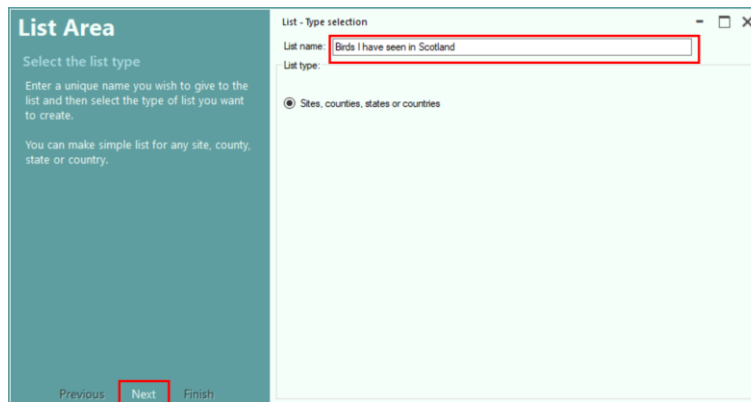 List Area
Select the list type
Enter a unique name you wish to give to the
list and then select the type of list you want
to create.
You can make simple list for any site, county,
state or country.
Previous Next Finish
List - Type selection
List name: Birds I have seen in Scotland
List type:
Sites, counties, states or countries